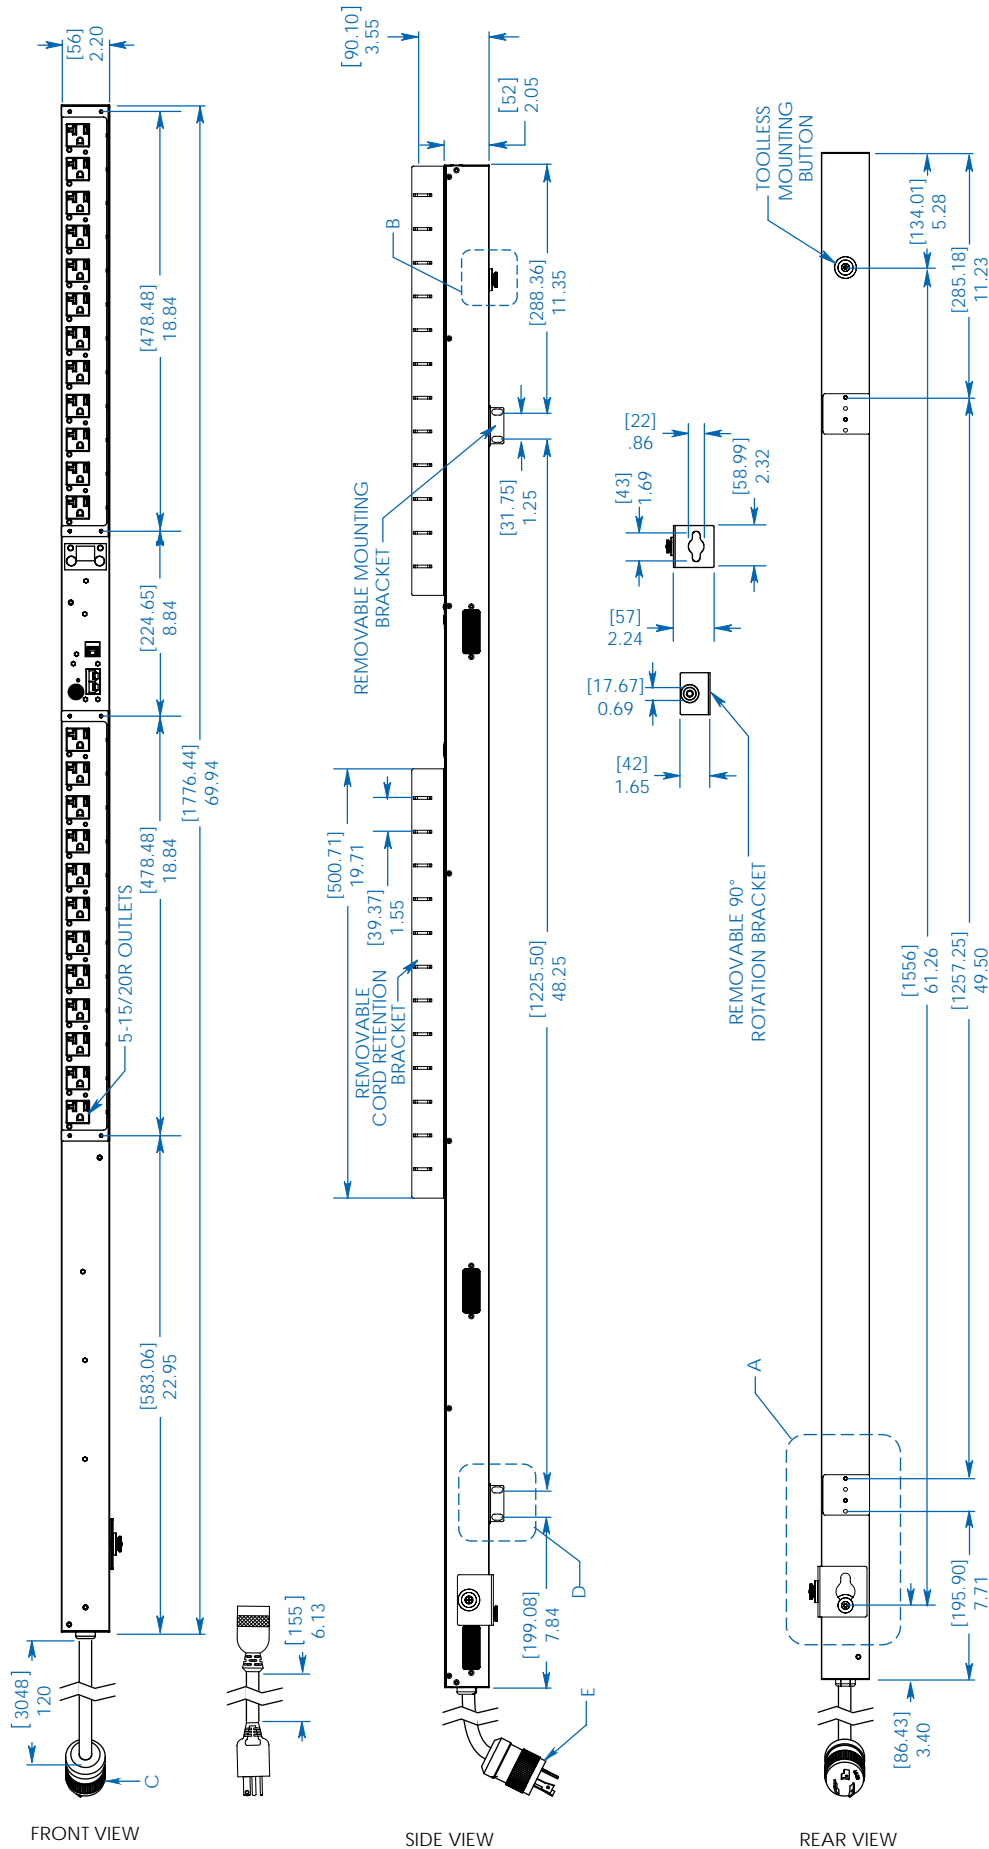 [56]
2.20
[478.48]
18.84
[224.65]
8.84
[1776.44]
69.94
[478.48]
18.84
5-15/20R OUTLETS
[583.06]
22.95
[3048]
120
C
[155]
6.13
FRONT VIEW
[90.10]
3.55
[52]
2.05
B
[288.36]
11.35
[31.75]
1.25
REMOVABLE MOUNTING
BRACKET
[500.71]
19.71
[39.37]
1.55
REMOVABLE
CORD RETENTION
BRACKET
[1225.50]
48.25
D
[199.08]
7.84
E
SIDE VIEW
TOOLLESS
MOUNTING
BUTTON
[134.01]
5.28
[285.18]
11.23
[22]
.86
[43]
1.69
[58.99]
2.32
[57]
2.24
[17.67]
0.69
[42]
1.65
REMOVABLE 90°
ROTATION BRACKET
[1556]
61.26
[1257.25]
49.50
A
[195.90]
7.71
[86.43]
3.40
REAR VIEW